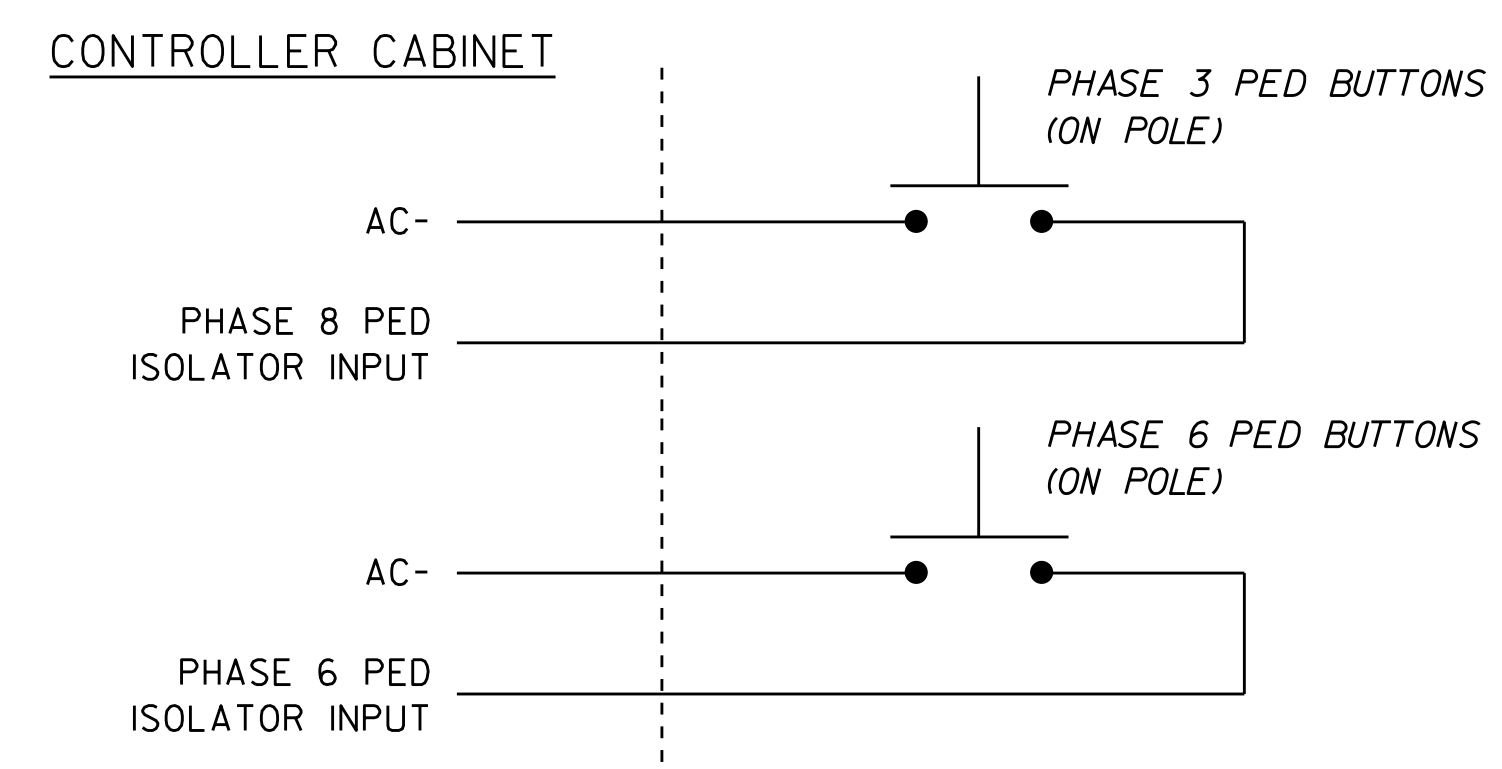 CONTROLLER CABINET
PHASE 3 PED BUTTONS
(ON POLE)
AC-
PHASE 8 PED
ISOLATOR INPUT
PHASE 6 PED BUTTONS
(ON POLE)
AC-
PHASE 6 PED
ISOLATOR INPUT